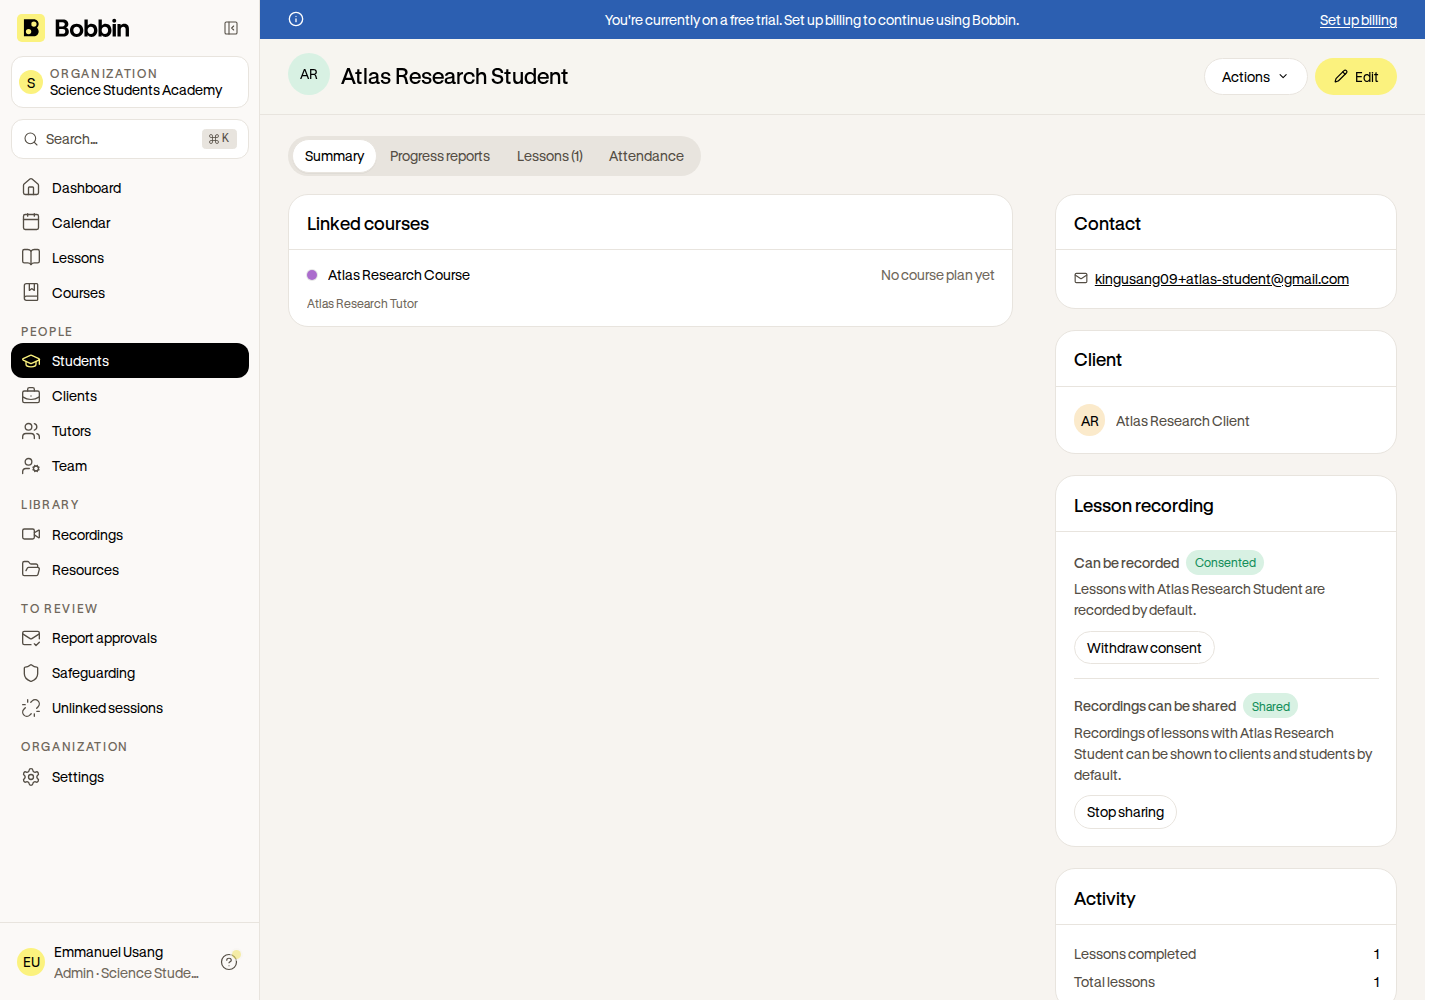 Bobbin
S
ORGANIZATION
Science Students Academy
Search...
⌘ K
Dashboard
Calendar
Lessons
Courses
PEOPLE
Students
Clients
Tutors
Team
LIBRARY
Recordings
Resources
TO REVIEW
Report approvals
Safeguarding
Unlinked sessions
ORGANIZATION
Settings
EU
Emmanuel Usang
Admin · Science Stude...
You're currently on a free trial. Set up billing to continue using Bobbin.
Set up billing
AR
Atlas Research Student
Actions
Edit
Summary
Progress reports
Lessons (1)
Attendance
Linked courses
Atlas Research Course
No course plan yet
Atlas Research Tutor
Contact
kingusang09+atlas-student@gmail.com
Client
AR
Atlas Research Client
Lesson recording
Can be recorded
Consented
Lessons with Atlas Research Student are
recorded by default.
Withdraw consent
Recordings can be shared
Shared
Recordings of lessons with Atlas Research
Student can be shown to clients and students by
default.
Stop sharing
Activity
Lessons completed
1
Total lessons
1